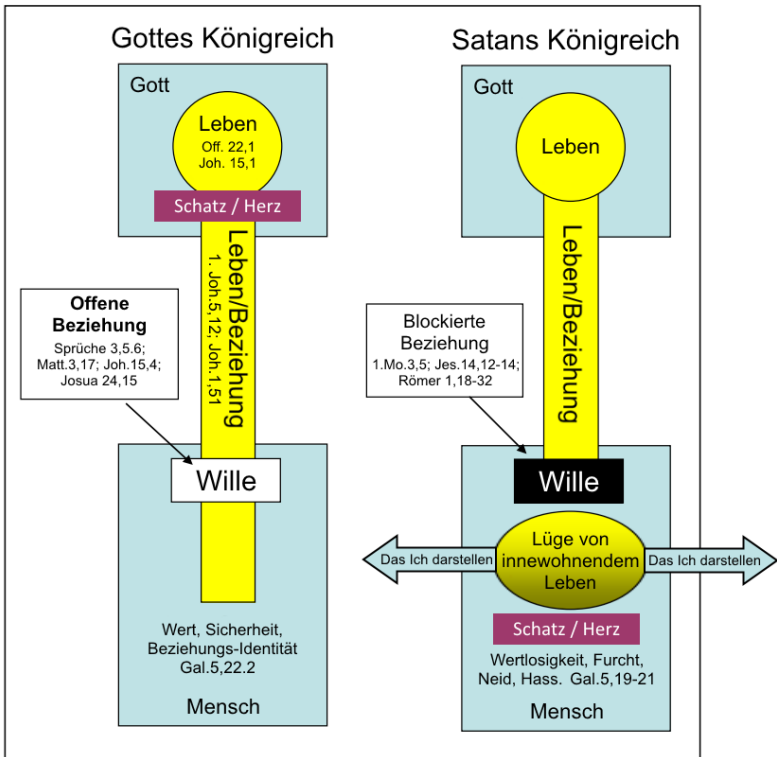 Gottes Königreich
Gott
Leben
Off. 22,1
Joh. 15,1
Schatz / Herz
Leben/Beziehung
1. Joh.5,12; Joh.1,51
Offene
Beziehung
Sprüche 3,5.6;
Matt.3,17; Joh.15,4;
Josua 24,15
Wille
Wert, Sicherheit,
Beziehungs-Identität
Gal.5,22.2
Mensch
Satans Königreich
Gott
Leben
Leben/Beziehung
Blockierte
Beziehung
1.Mo.3,5; Jes.14,12-14;
Römer 1,18-32
Wille
Das Ich darstellen
Lüge von
innewohnendem
Leben
Das Ich darstellen
Schatz / Herz
Wertlosigkeit, Furcht,
Neid, Hass. Gal.5,19-21
Mensch